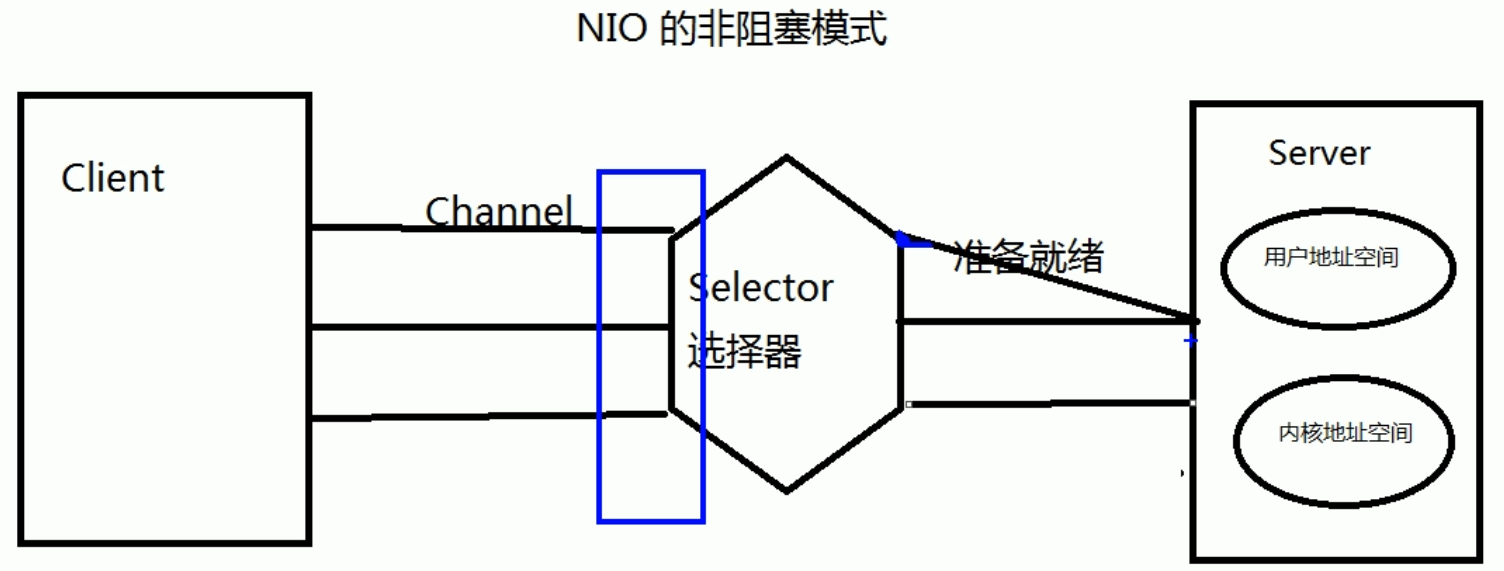 NIO 的非阻塞模式
Client
Channel
Selector
选择器
准备就绪
Server
用户地址空间
内核地址空间